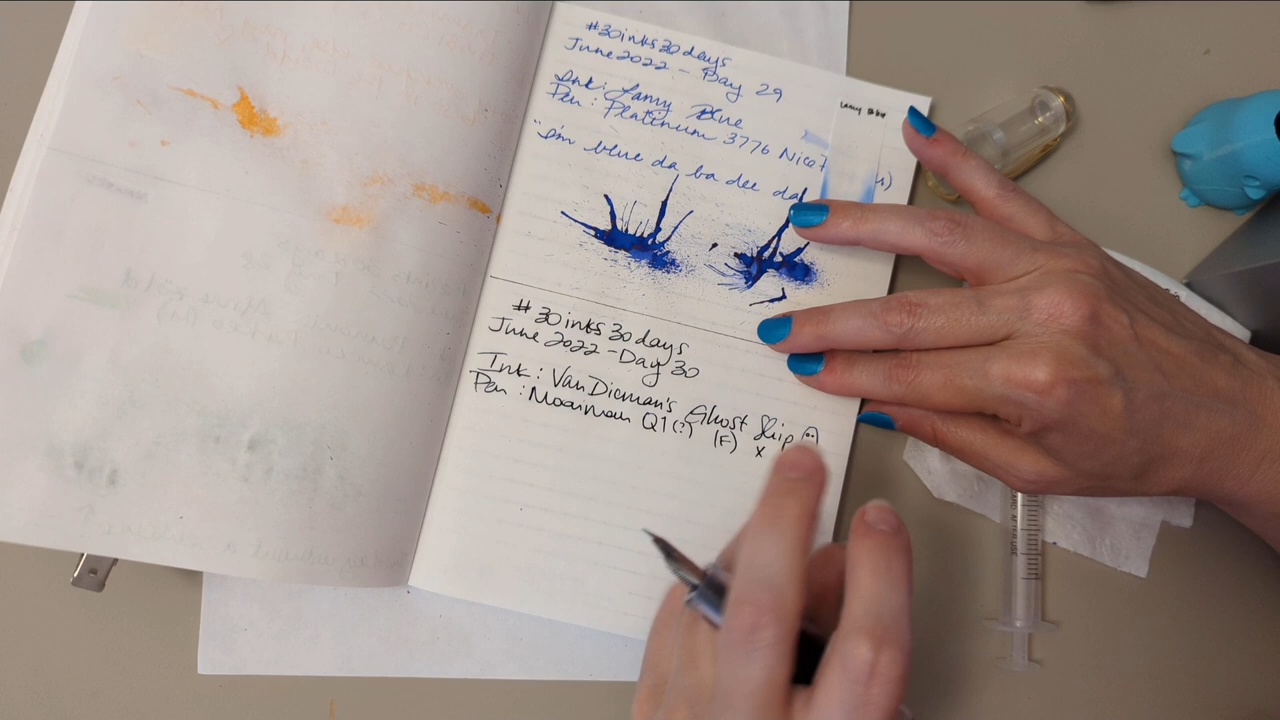 #30inks30days
June 2022 - Day 29
Ink: Lamy Blue
Pen: Platinum 3776 Nice
"I'm blue da ba dee da
Lamy Blue
#30inks30days
June 2022 - Day 30
Ink: Van Dieman's Ghost Ship
Pen: Moonman Q1(?) (F) x